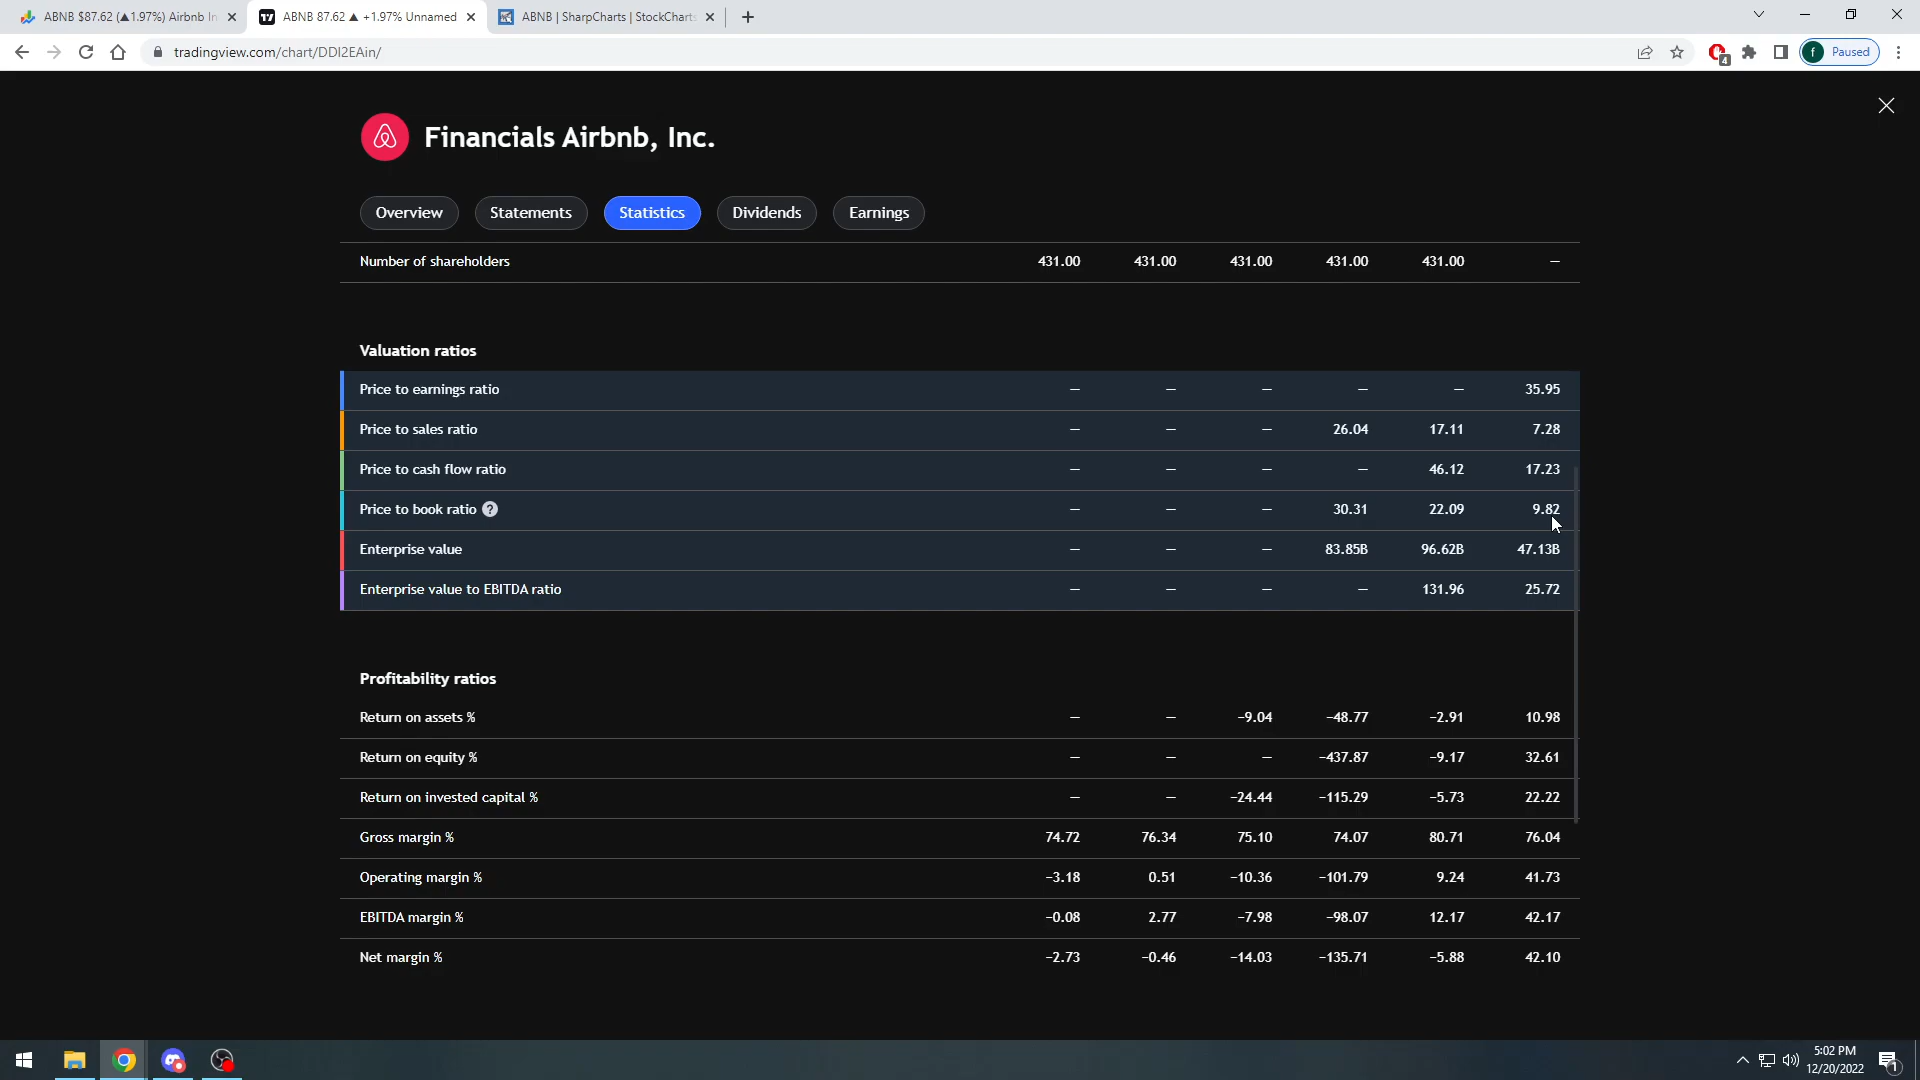 ABNB $87.62 (▲1.97%) Airbnb In
ABNB 87.62 ▲ +1.97% Unnamed
ABNB | SharpCharts | StockCharts
tradingview.com/chart/DDI2EAin/
4
f
Paused
Financials Airbnb, Inc.
Overview
Statements
Statistics
Dividends
Earnings
Number of shareholders 431.00 431.00 431.00 431.00 431.00 —
Valuation ratios
Price to earnings ratio — — — — — 35.95
Price to sales ratio — — — 26.04 17.11 7.28
Price to cash flow ratio — — — — 46.12 17.23
Price to book ratio ? — — — 30.31 22.09 9.82
Enterprise value — — — 83.85B 96.62B 47.13B
Enterprise value to EBITDA ratio — — — — 131.96 25.72
Profitability ratios
Return on assets % — — −9.04 −48.77 −2.91 10.98
Return on equity % — — — −437.87 −9.17 32.61
Return on invested capital % — — −24.44 −115.29 −5.73 22.22
Gross margin % 74.72 76.34 75.10 74.07 80.71 76.04
Operating margin % −3.18 0.51 −10.36 −101.79 9.24 41.73
EBITDA margin % −0.08 2.77 −7.98 −98.07 12.17 42.17
Net margin % −2.73 −0.46 −14.03 −135.71 −5.88 42.10
5:02 PM
12/20/2022
1